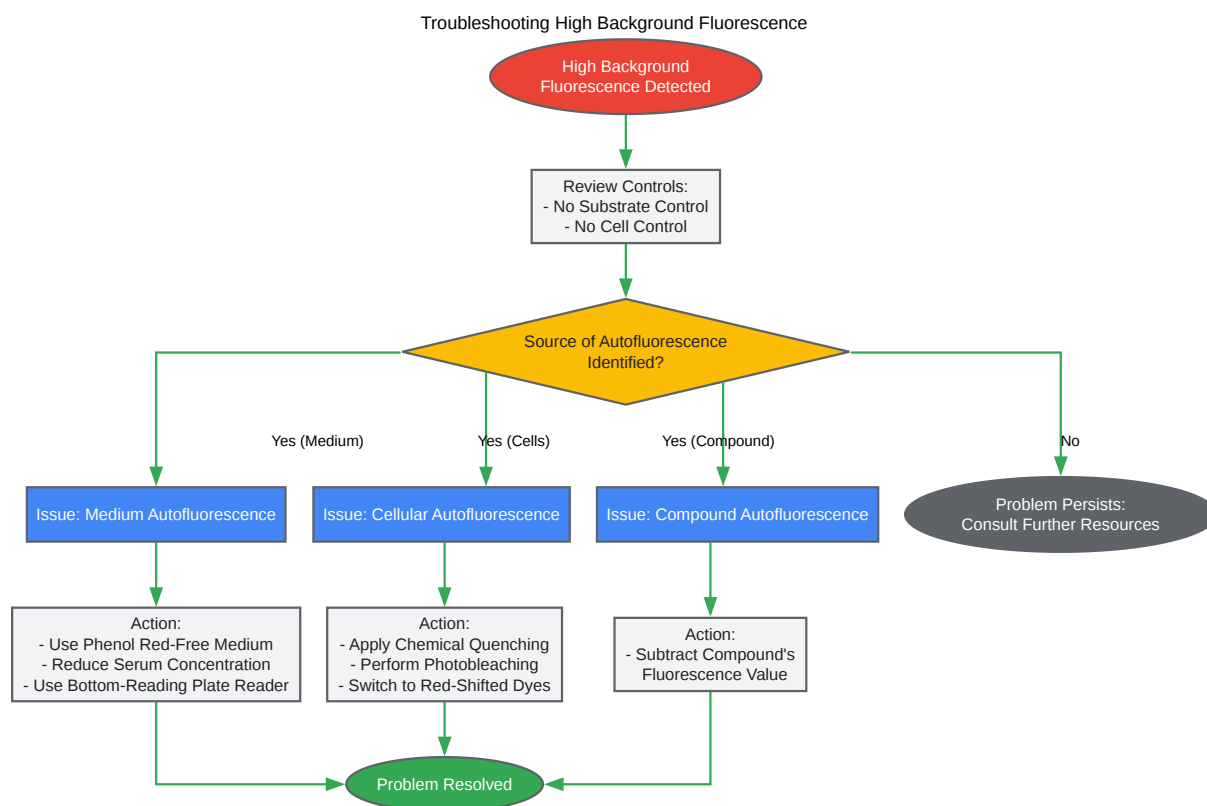 Troubleshooting High Background Fluorescence
High Background
Fluorescence Detected
Review Controls:
- No Substrate Control
- No Cell Control
Source of Autofluorescence
Identified?
Yes (Medium)
Yes (Cells)
Yes (Compound)
No
Issue: Medium Autofluorescence
Issue: Cellular Autofluorescence
Issue: Compound Autofluorescence
Problem Persists:
Consult Further Resources
Action:
- Use Phenol Red-Free Medium
- Reduce Serum Concentration
- Use Bottom-Reading Plate Reader
Action:
- Apply Chemical Quenching
- Perform Photobleaching
- Switch to Red-Shifted Dyes
Action:
- Subtract Compound's
Fluorescence Value
Problem Resolved